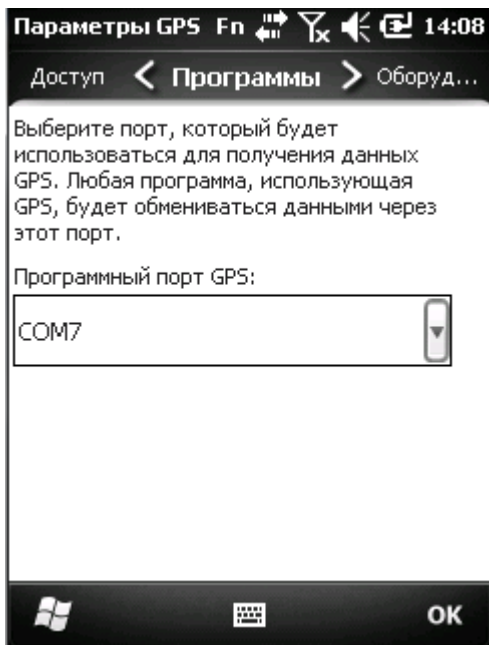 Параметры GPS Fn 14:08
Доступ Программы Оборуд...
Выберите порт, который будет
использоваться для получения данных
GPS. Любая программа, использующая
GPS, будет обмениваться данными через
этот порт.
Программный порт GPS:
COM7
OK